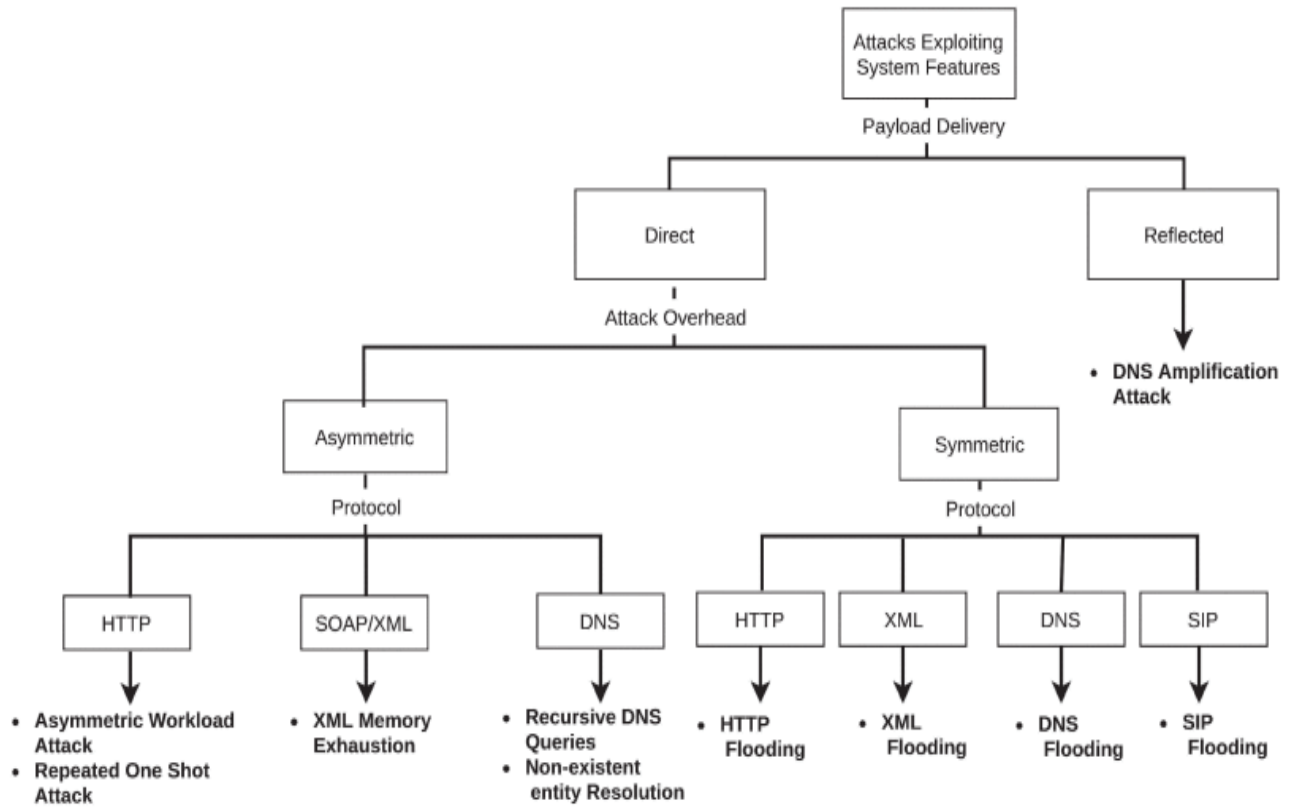 Attacks Exploiting
System Features
Payload Delivery
Direct
Reflected
Attack Overhead
• DNS Amplification
Attack
Asymmetric
Symmetric
Protocol
Protocol
HTTP
SOAP/XML
DNS
HTTP
XML
DNS
SIP
• Asymmetric Workload
Attack
• Repeated One Shot
Attack
• XML Memory
Exhaustion
• Recursive DNS
Queries
• Non-existent
entity Resolution
• HTTP
Flooding
• XML
Flooding
• DNS
Flooding
• SIP
Flooding